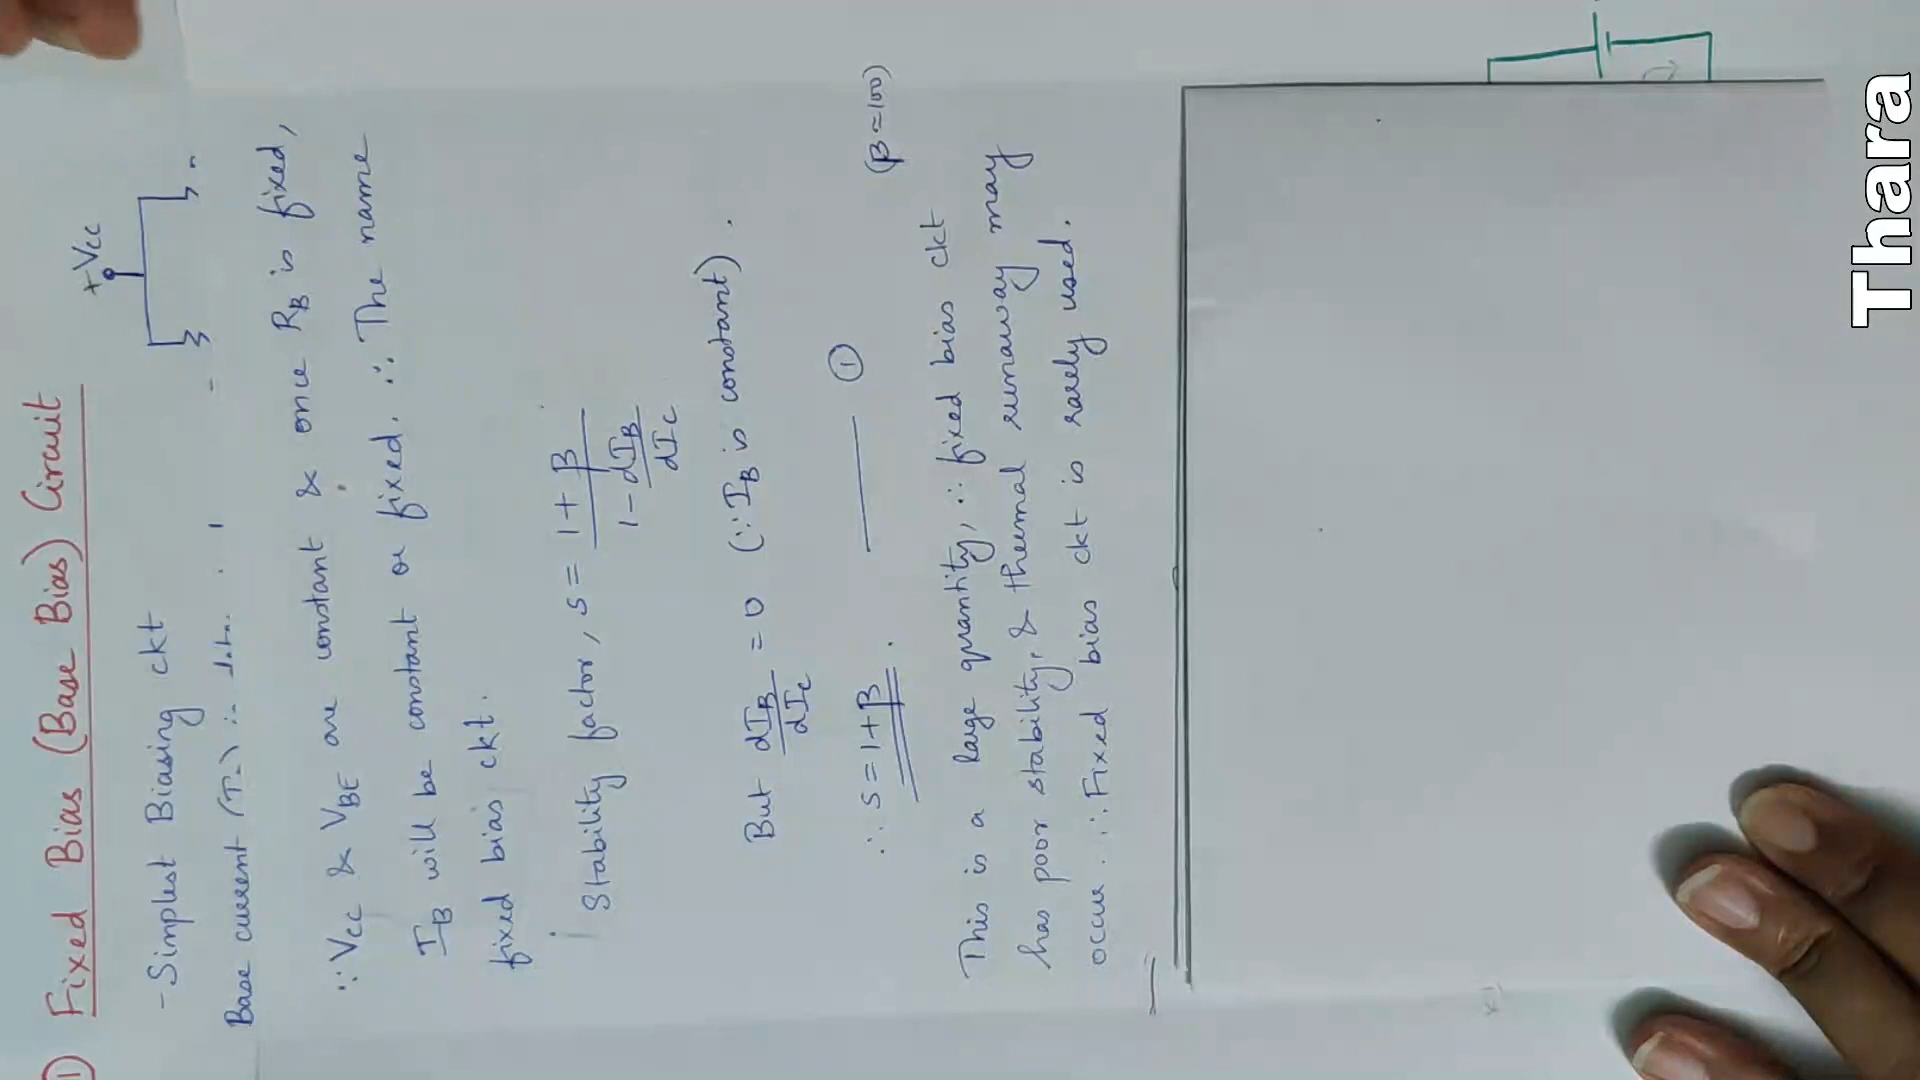 ① Fixed Bias (Base Bias) Circuit
- Simplest Biasing ckt
+Vcc
Base current
∵ Vcc & VBE are constant & once RB is fixed,
IB will be constant or fixed. ∴ The name
fixed bias ckt.
Stability factor, S = (1+β)/(1 - dIB/dIc)
But dIB/dIc = 0 (∵ IB is constant).
∴ S = 1+β. ——— ①
(β = 100)
This is a large quantity, ∴ fixed bias ckt
has poor stability, & thermal runaway may
occur. ∴ Fixed bias ckt is rarely used.
Thara